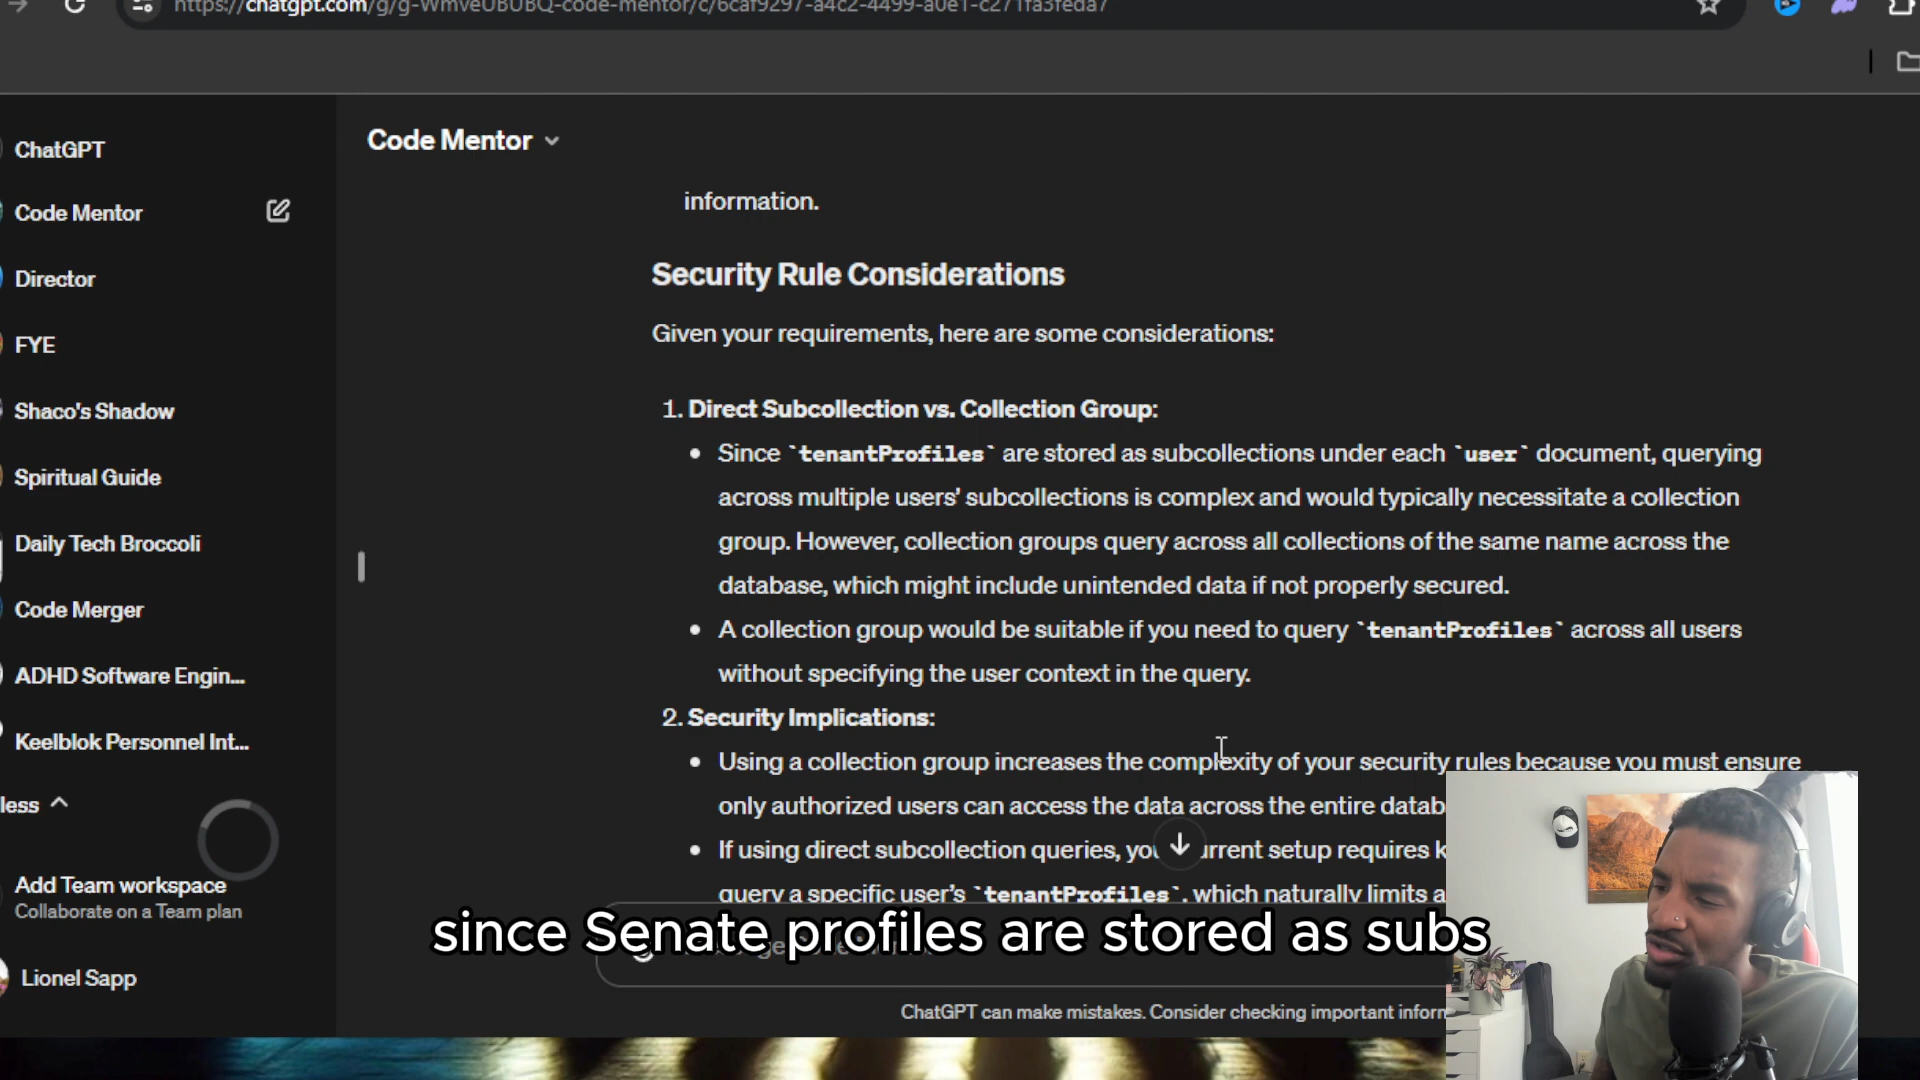 https://chatgpt.com/g/g-WmveUBUBQ-code-mentor/c/6caf9297-a4c2-4499-a0e1-c271fa3feda7
ChatGPT
Code Mentor
Director
FYE
Shaco's Shadow
Spiritual Guide
Daily Tech Broccoli
Code Merger
ADHD Software Engin...
Keelblok Personnel Int...
less
Add Team workspace
Collaborate on a Team plan
Lionel Sapp
Code Mentor
information.
Security Rule Considerations
Given your requirements, here are some considerations:
1. Direct Subcollection vs. Collection Group:
• Since `tenantProfiles` are stored as subcollections under each `user` document, querying
across multiple users' subcollections is complex and would typically necessitate a collection
group. However, collection groups query across all collections of the same name across the
database, which might include unintended data if not properly secured.
• A collection group would be suitable if you need to query `tenantProfiles` across all users
without specifying the user context in the query.
2. Security Implications:
• Using a collection group increases the complexity of your security rules because you must ensure
only authorized users can access the data across the entire datab
• If using direct subcollection queries, you urrent setup requires k
query a specific user's `tenantProfiles`, which naturally limits a
since Senate profiles are stored as subs
ChatGPT can make mistakes. Consider checking important inform